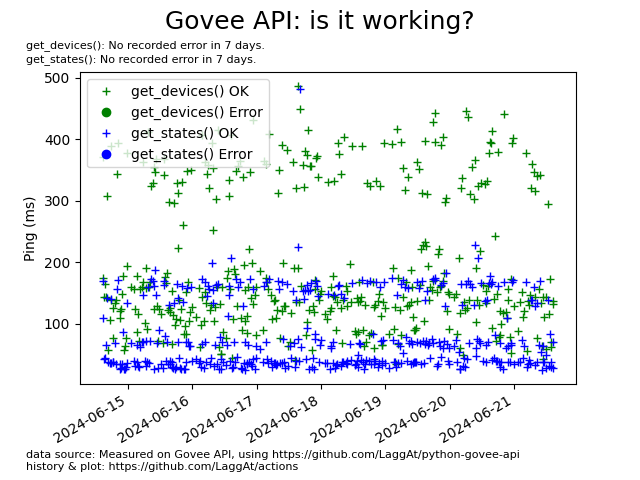 Govee API: is it working?
get_devices(): No recorded error in 7 days.
get_states(): No recorded error in 7 days.
get_devices() OK
get_devices() Error
get_states() OK
get_states() Error
Ping (ms)
500
400
300
200
100
2024-06-15
2024-06-16
2024-06-17
2024-06-18
2024-06-19
2024-06-20
2024-06-21
data source: Measured on Govee API, using https://github.com/LaggAt/python-govee-api
history & plot: https://github.com/LaggAt/actions